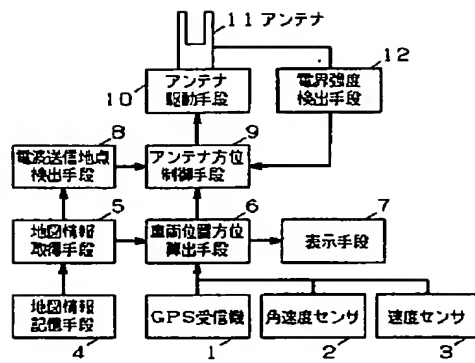 11 アンテナ
12
アンテナ
駆動手段
電界強度
検出手段
10
8
9
電波送信地点
検出手段
アンテナ方位
制御手段
5
6
7
地図情報
取得手段
車両位置方位
算出手段
表示手段
地図情報
記憶手段
GPS受信機
角速度センサ
速度センサ
4
1
2
3